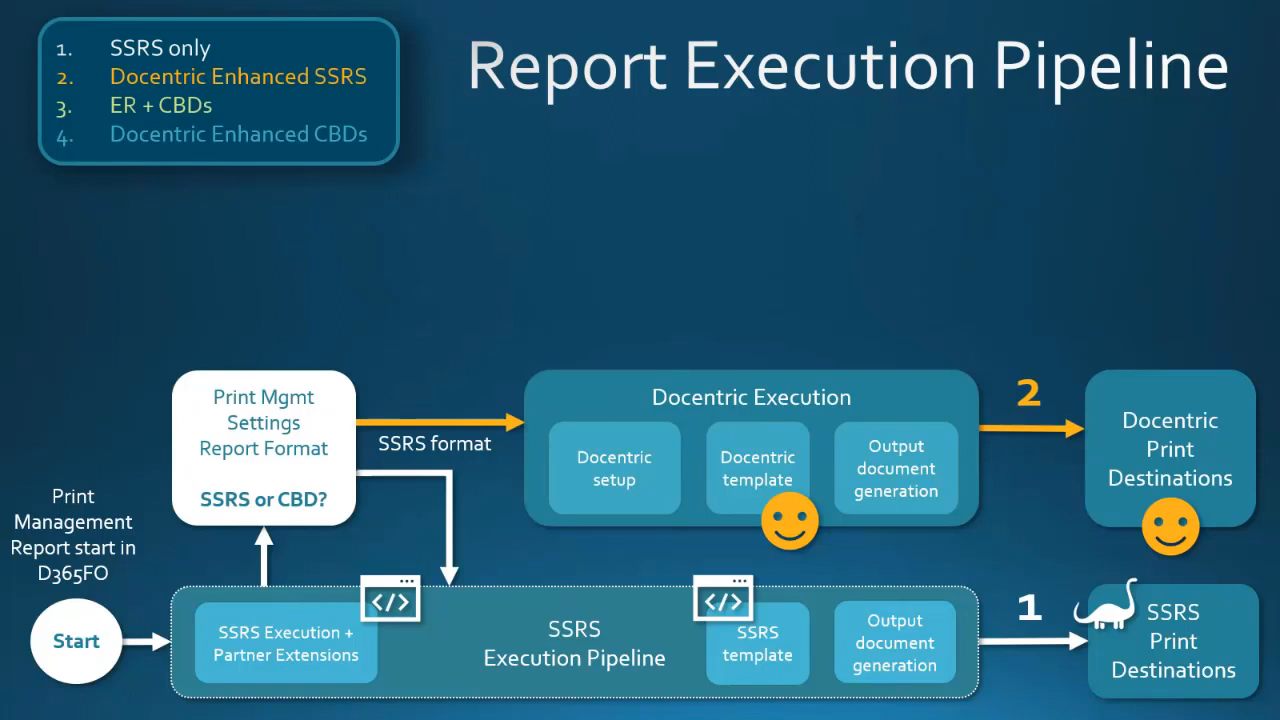 1. SSRS only
2. Docentric Enhanced SSRS
3. ER + CBDs
4. Docentric Enhanced CBDs
Report Execution Pipeline
Print Mgmt
Settings
Report Format
SSRS or CBD?
SSRS format
Docentric Execution
Docentric
setup
Docentric
template
Output
document
generation
2
Docentric
Print
Destinations
Print
Management
Report start in
D365FO
Start
</>
SSRS Execution +
Partner Extensions
SSRS
Execution Pipeline
</>
SSRS
template
Output
document
generation
1
SSRS
Print
Destinations